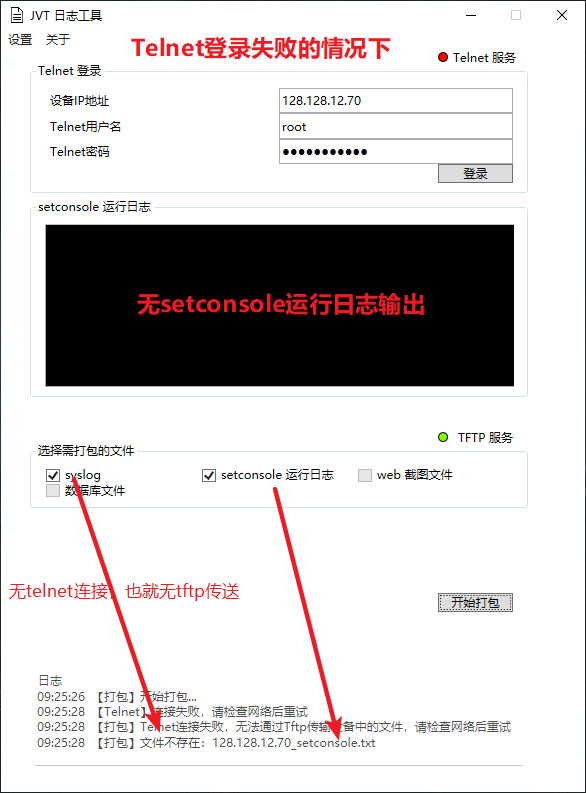 JVT 日志工具
设置 关于
Telnet登录失败的情况下
Telnet 服务
Telnet 登录
设备IP地址 128.128.12.70
Telnet用户名 root
Telnet密码 ●●●●●●●●●●●
登录
setconsole 运行日志
无setconsole运行日志输出
TFTP 服务
选择需打包的文件
syslog setconsole 运行日志 web 截图文件
数据库文件
无telnet连接，也就无tftp传送
开始打包
日志
09:25:26 【打包】开始打包...
09:25:28 【Telnet】连接失败，请检查网络后重试
09:25:28 【打包】Telnet连接失败，无法通过Tftp传输设备中的文件，请检查网络后重试
09:25:28 【打包】文件不存在：128.128.12.70_setconsole.txt